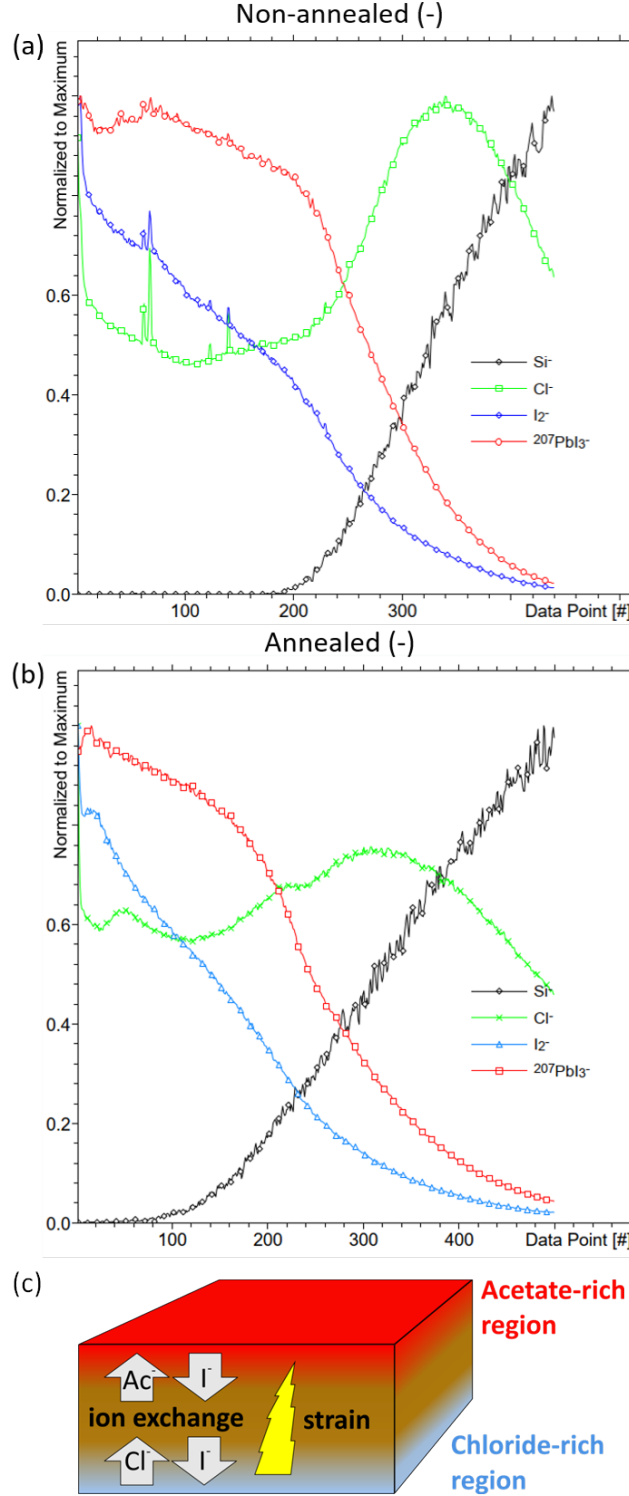 Non-annealed (-)
(a)
Normalized to Maximum
0.6
0.4
0.2
0.0
Si-
Cl-
I2-
207PbI3-
100
200
300
Data Point [#]
Annealed (-)
(b)
Normalized to Maximum
0.6
0.4
0.2
0.0
Si-
Cl-
I2-
207PbI3-
100
200
300
400
Data Point [#]
(c)
Acetate-rich
region
Ac-
I-
ion exchange
strain
Cl-
I-
Chloride-rich
region